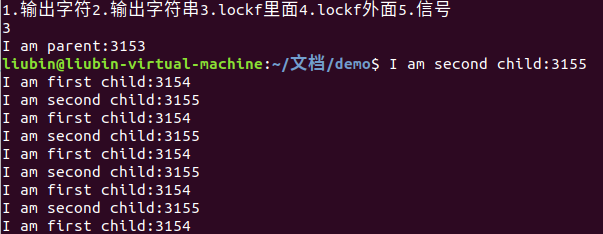 1.输出字符2.输出字符串3.lockf里面4.lockf外面5.信号
3
I am parent:3153
liubin@liubin-virtual-machine:~/文档/demo$ I am second child:3155
I am first child:3154
I am second child:3155
I am first child:3154
I am second child:3155
I am first child:3154
I am second child:3155
I am first child:3154
I am second child:3155
I am first child:3154